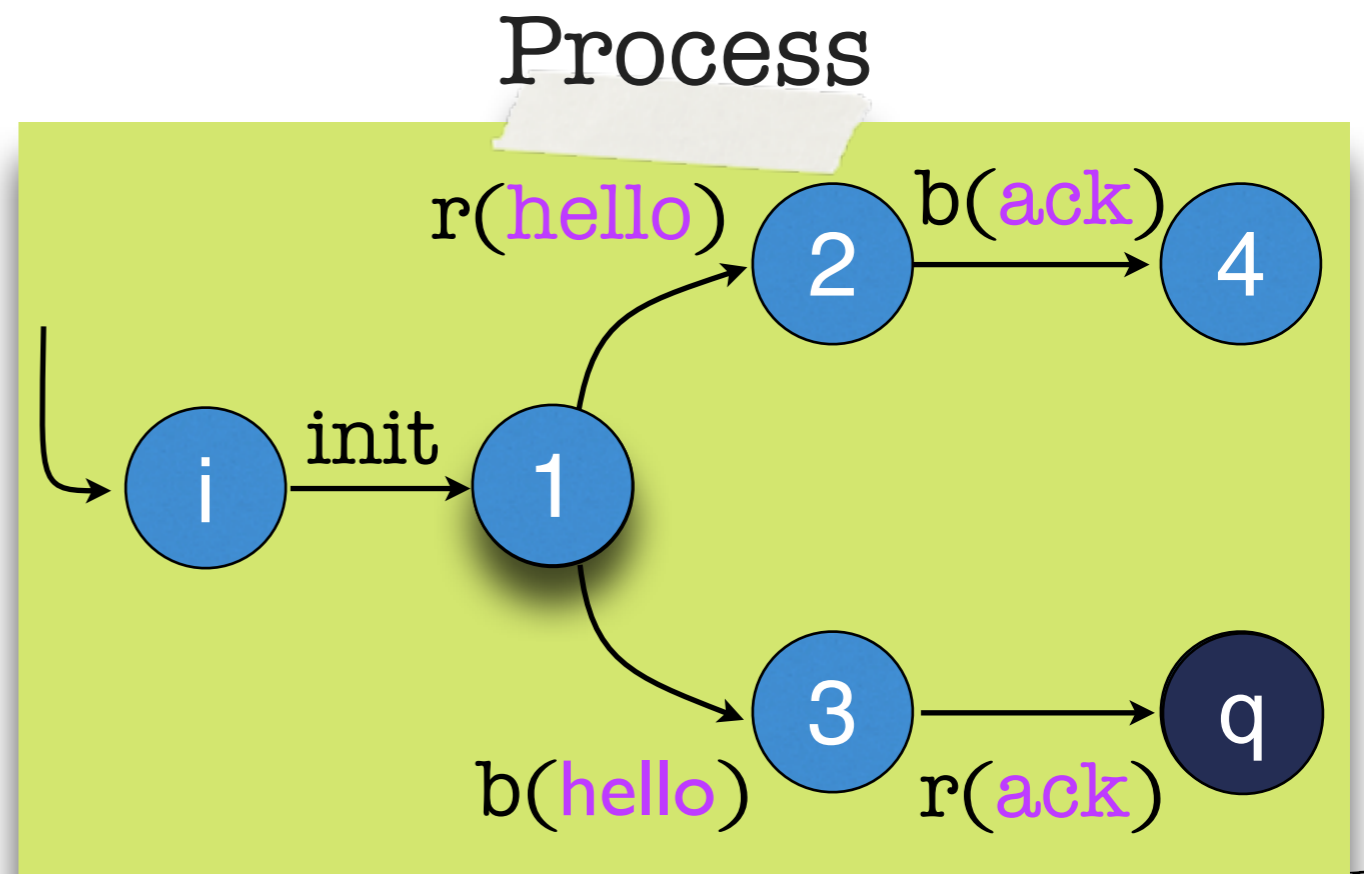 Process
r(hello)
b(ack)
2
4
init
i
1
3
q
b(hello)
r(ack)